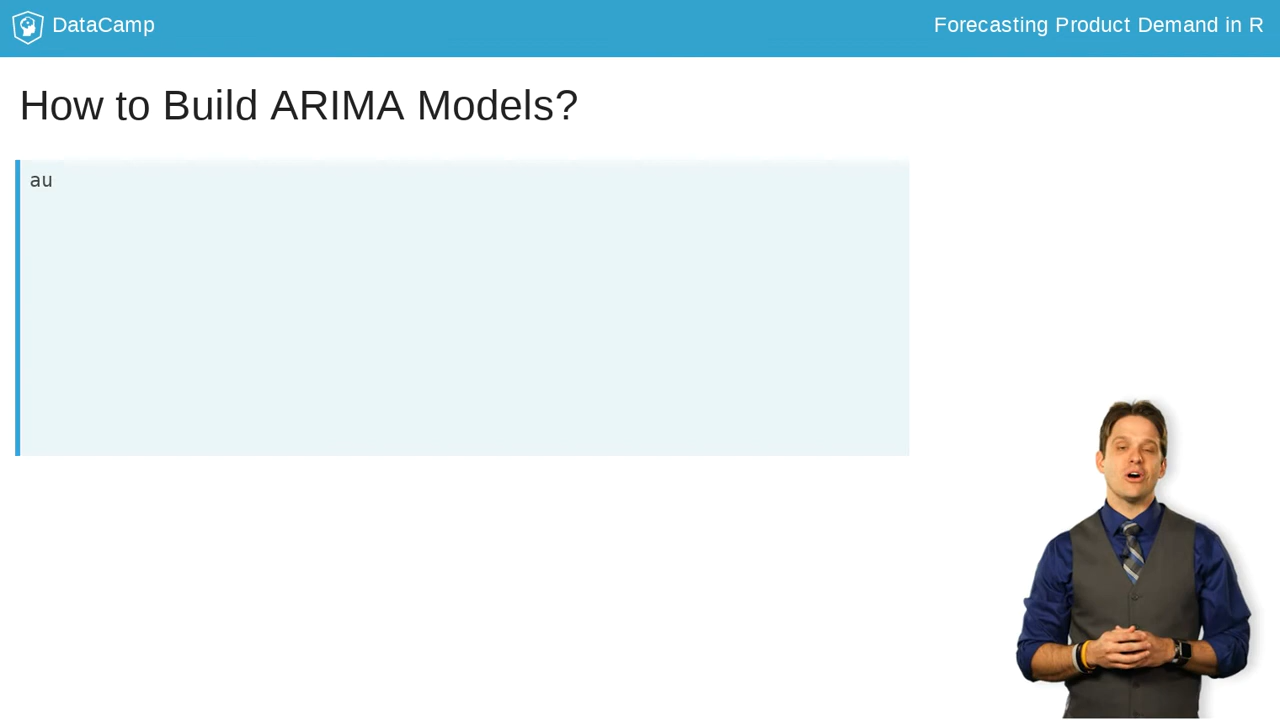 DataCamp
Forecasting Product Demand in R
How to Build ARIMA Models?
au